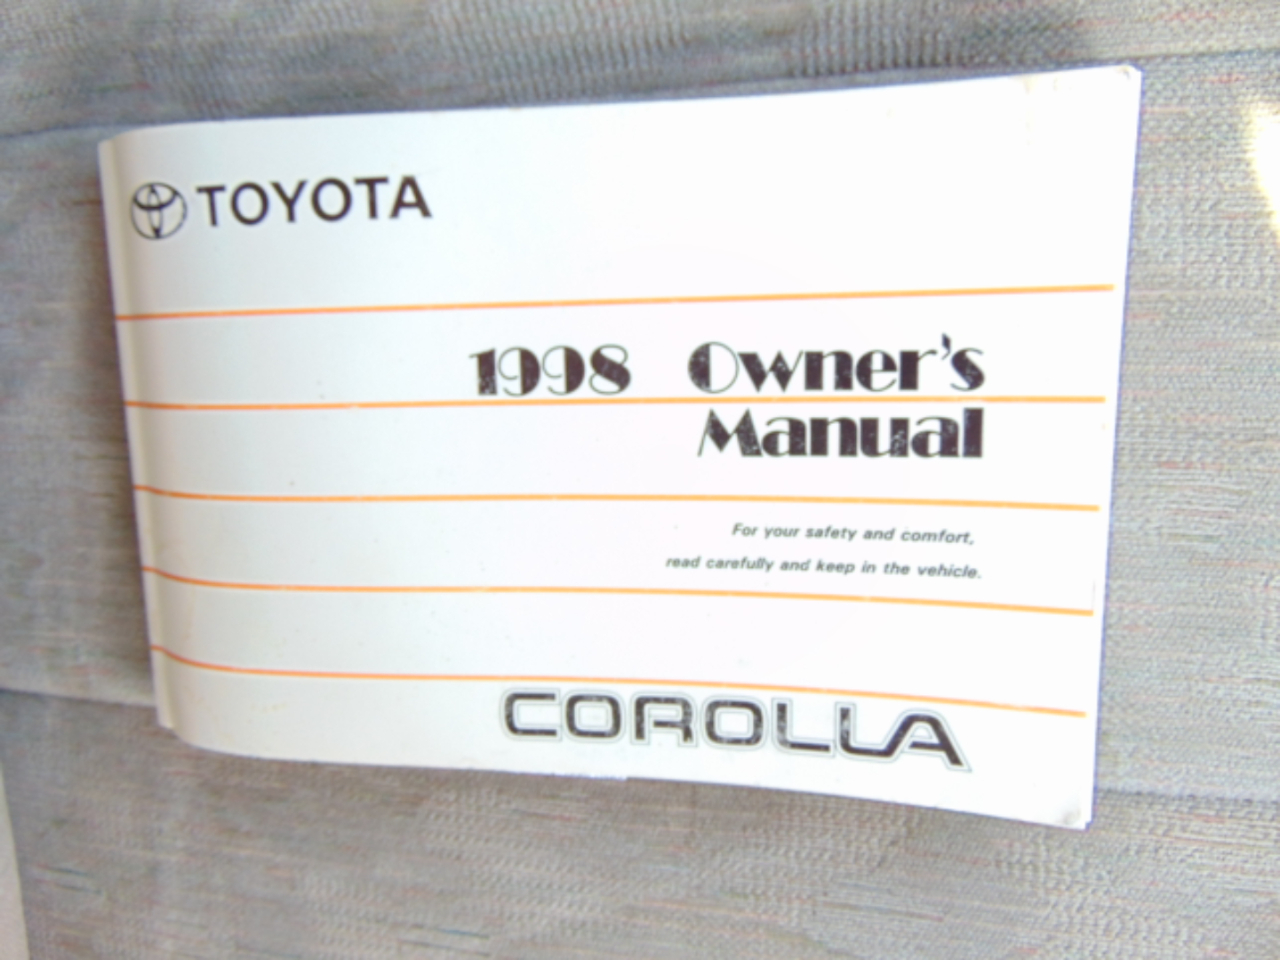 TOYOTA
1998 Owner's
Manual
For your safety and comfort,
read carefully and keep in the vehicle.
COROLLA